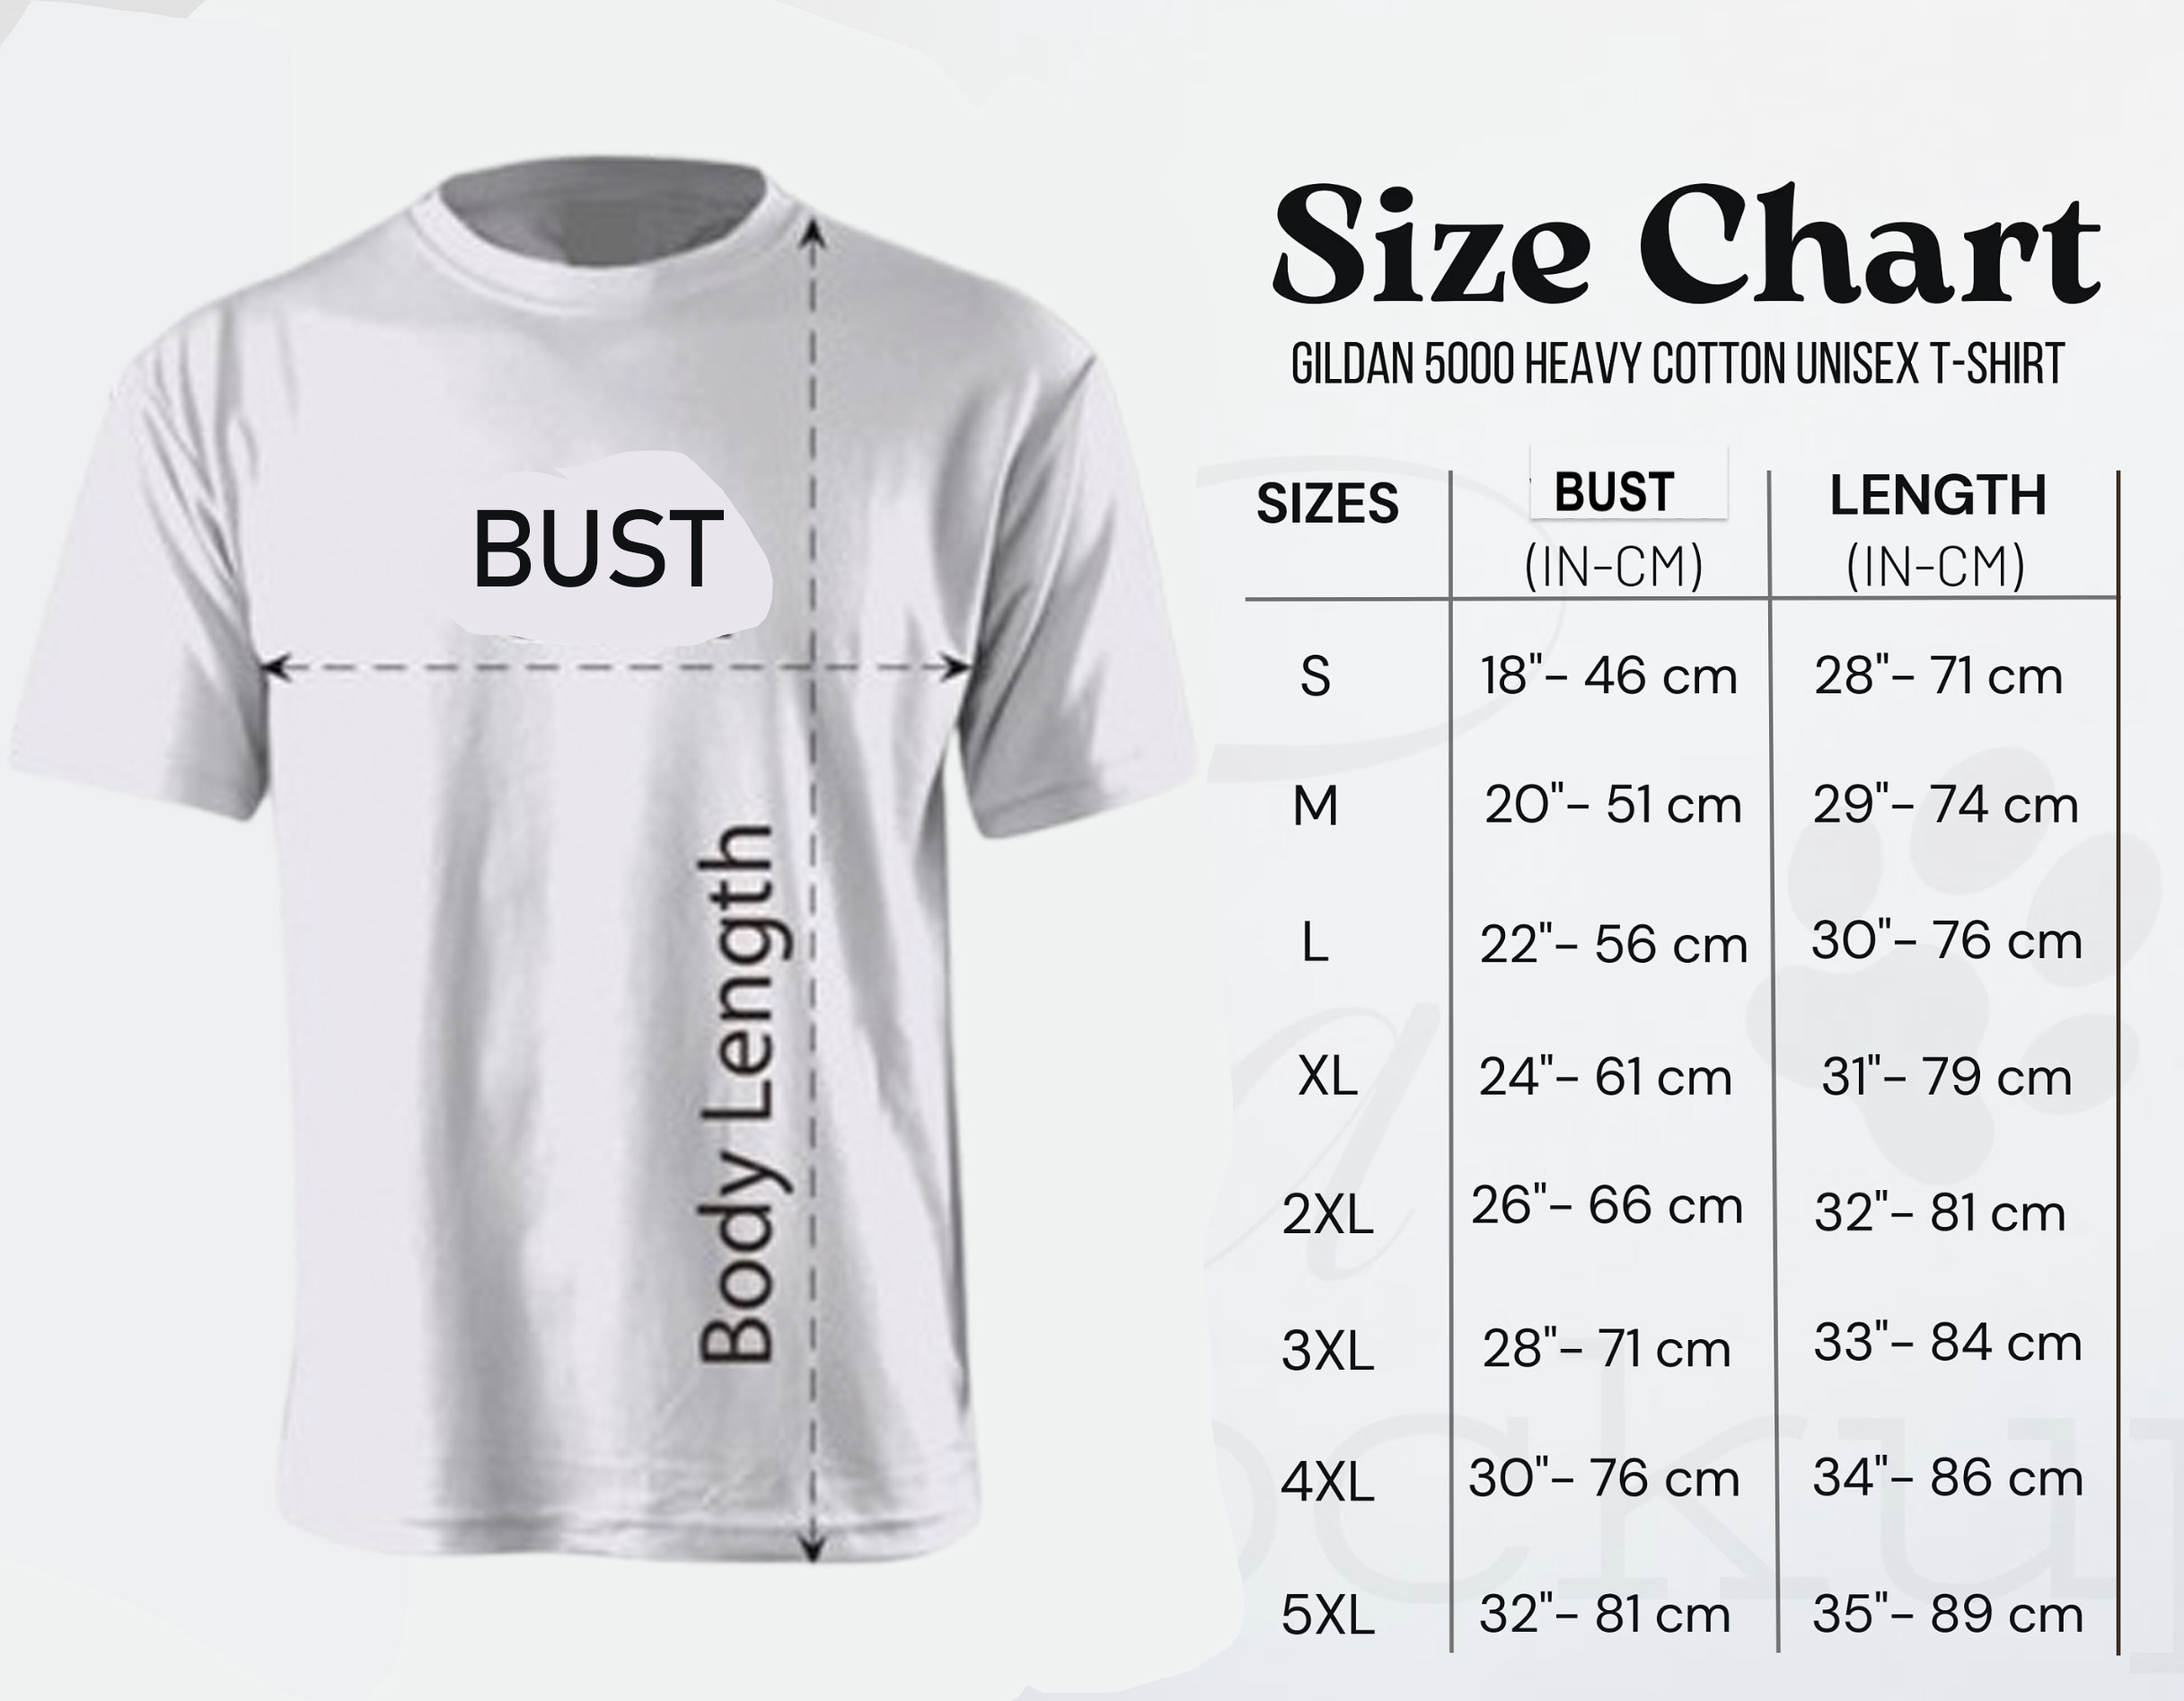 BUST
Body Length
Size Chart
GILDAN 5000 HEAVY COTTON UNISEX T-SHIRT
SIZES BUST LENGTH
(IN-CM) (IN-CM)
S 18"- 46 cm 28"- 71 cm
M 20"- 51 cm 29"- 74 cm
L 22"- 56 cm 30"- 76 cm
XL 24"- 61 cm 31"- 79 cm
2XL 26"- 66 cm 32"- 81 cm
3XL 28"- 71 cm 33"- 84 cm
4XL 30"- 76 cm 34"- 86 cm
5XL 32"- 81 cm 35"- 89 cm